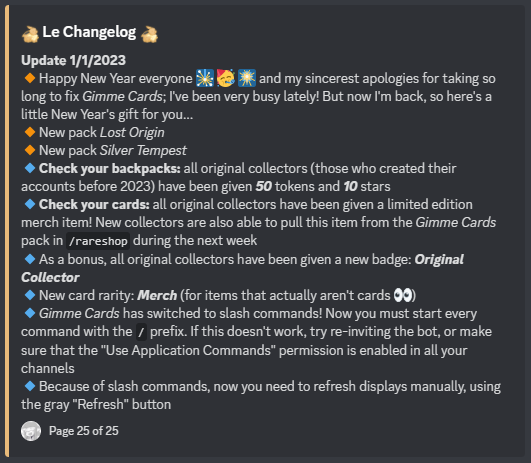 Le Changelog
Update 1/1/2023
🔸Happy New Year everyone 🎇🥳🎆 and my sincerest apologies for taking so
long to fix Gimme Cards; I've been very busy lately! But now I'm back, so here's a
little New Year's gift for you...
🔸New pack Lost Origin
🔸New pack Silver Tempest
🔹Check your backpacks: all original collectors (those who created their
accounts before 2023) have been given 50 tokens and 10 stars
🔹Check your cards: all original collectors have been given a limited edition
merch item! New collectors are also able to pull this item from the Gimme Cards
pack in /rareshop during the next week
🔹As a bonus, all original collectors have been given a new badge: Original
Collector
🔹New card rarity: Merch (for items that actually aren't cards 👀)
🔹Gimme Cards has switched to slash commands! Now you must start every
command with the / prefix. If this doesn't work, try re-inviting the bot, or make
sure that the "Use Application Commands" permission is enabled in all your
channels
🔹Because of slash commands, now you need to refresh displays manually, using
the gray "Refresh" button
Page 25 of 25